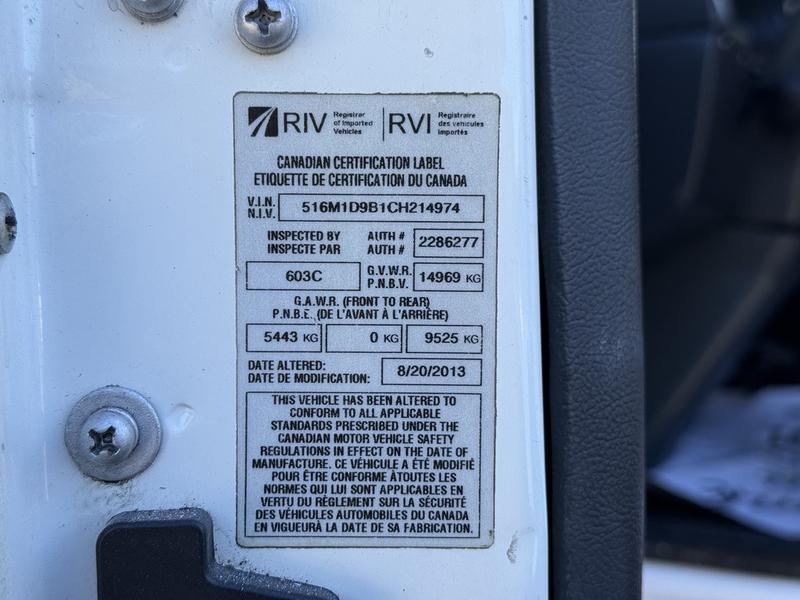 RIV Registrar of Imported Vehicles RVI Registraire des véhicules importés
CANADIAN CERTIFICATION LABEL
ETIQUETTE DE CERTIFICATION DU CANADA
V.I.N. N.I.V. 516M1D9B1CH214974
INSPECTED BY AUTH # 2286277
INSPECTE PAR AUTH #
603C G.V.W.R. P.N.B.V. 14969 KG
G.A.W.R. (FRONT TO REAR)
P.N.B.E. (DE L'AVANT À L'ARRIÈRE)
5443 KG 0 KG 9525 KG
DATE ALTERED:
DATE DE MODIFICATION: 8/20/2013
THIS VEHICLE HAS BEEN ALTERED TO
CONFORM TO ALL APPLICABLE
STANDARDS PRESCRIBED UNDER THE
CANADIAN MOTOR VEHICLE SAFETY
REGULATIONS IN EFFECT ON THE DATE OF
MANUFACTURE. CE VÉHICULE A ÉTÉ MODIFIÉ
POUR ÊTRE CONFORME ÀTOUTES LES
NORMES QUI LUI SONT APPLICABLES EN
VERTU DU RÈGLEMENT SUR LA SÉCURITÉ
DES VÉHICULES AUTOMOBILES DU CANADA
EN VIGUEURÀ LA DATE DE SA FABRICATION.